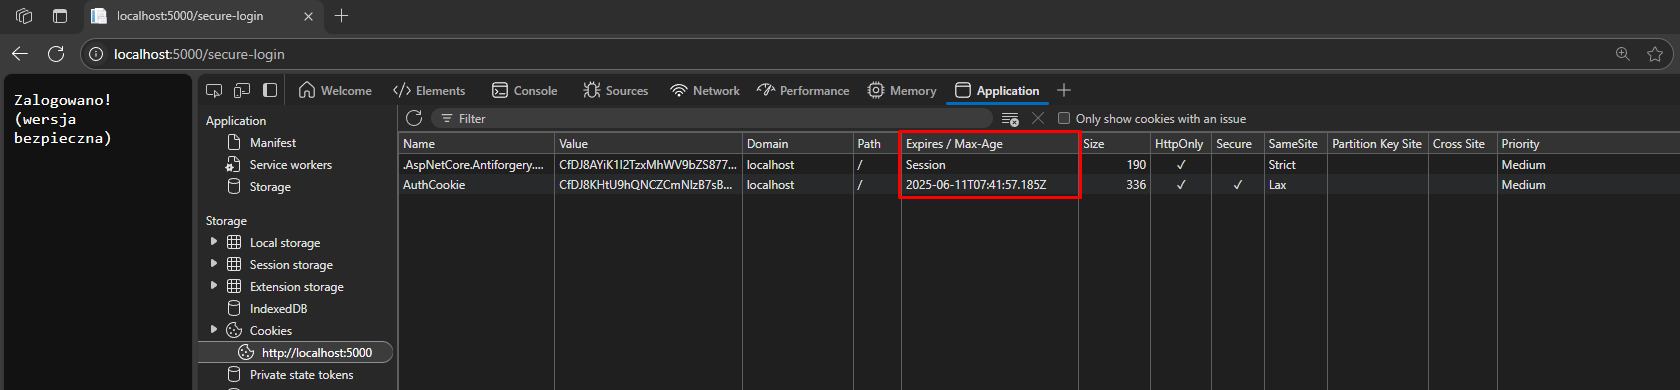 localhost:5000/secure-login
localhost:5000/secure-login
Zalogowano!
(wersja
bezpieczna)
Welcome Elements Console Sources Network Performance Memory Application
Filter Only show cookies with an issue
Application
Manifest
Service workers
Storage
Storage
Local storage
Session storage
Extension storage
IndexedDB
Cookies
http://localhost:5000
Private state tokens
Name Value Domain Path Expires / Max-Age Size HttpOnly Secure SameSite Partition Key Site Cross Site Priority
.AspNetCore.Antiforgery.... CfDJ8AYiK1I2TzxMhWV9bZS877... localhost / Session 190 ✓ Strict Medium
AuthCookie CfDJ8KHtU9hQNCZCmNIzB7sB... localhost / 2025-06-11T07:41:57.185Z 336 ✓ ✓ Lax Medium